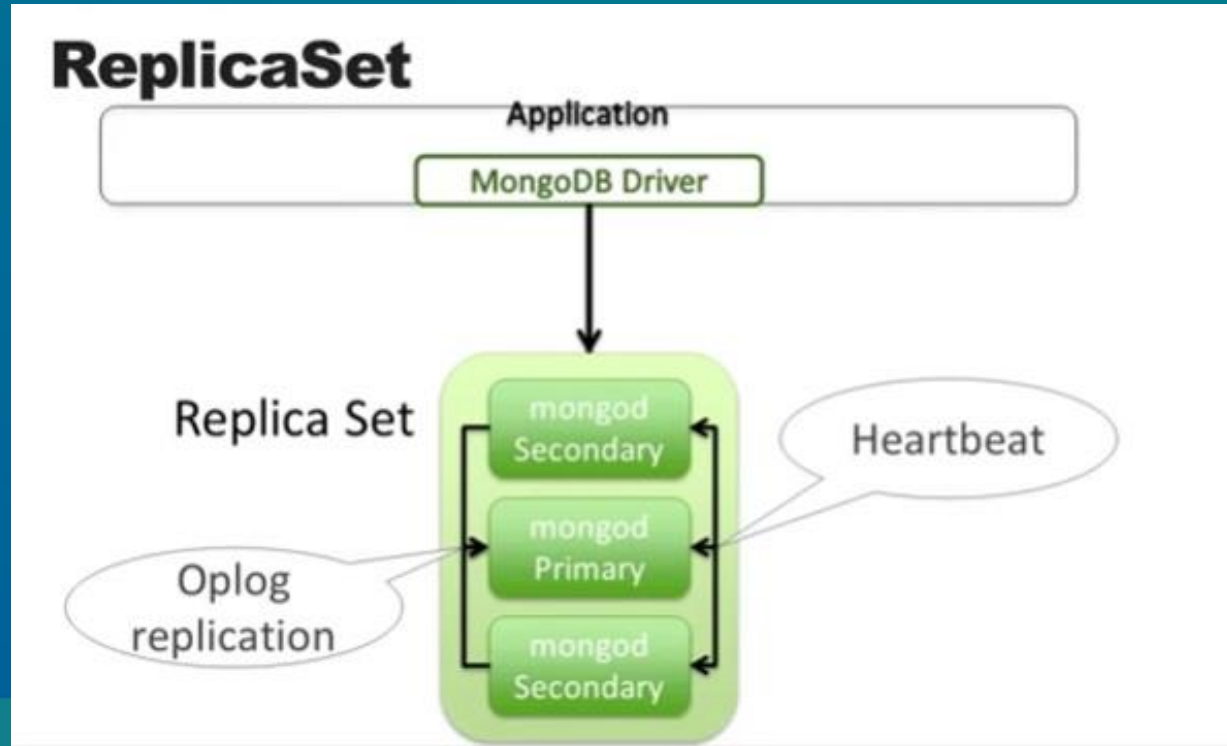 ReplicaSet
Application
MongoDB Driver
Replica Set
mongod
Secondary
Heartbeat
mongod
Primary
Oplog
replication
mongod
Secondary